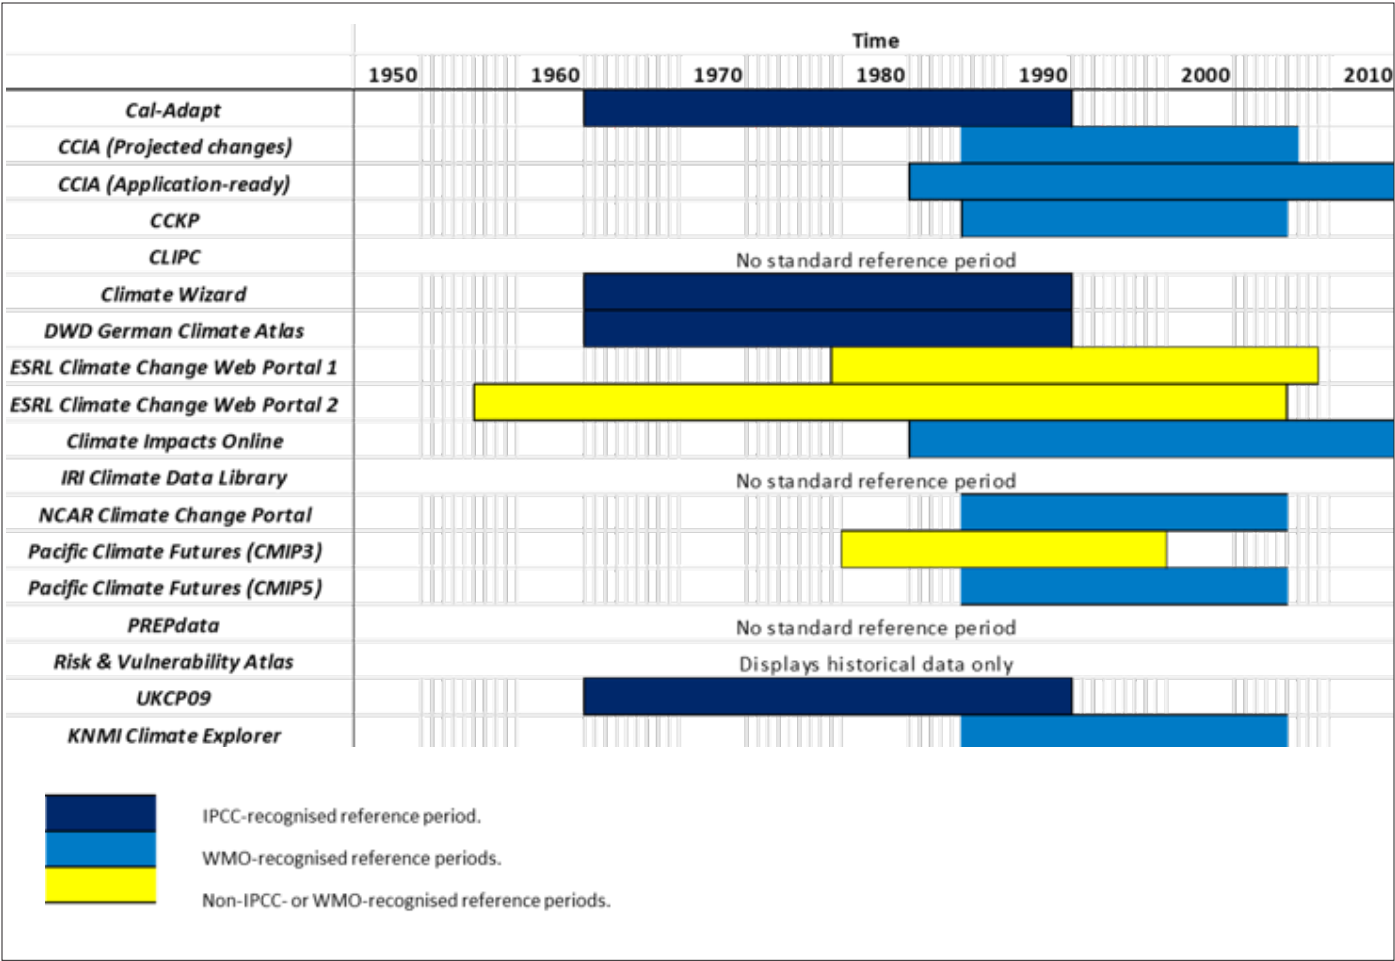 Time
1950 1960 1970 1980 1990 2000 2010
Cal-Adapt
CCIA (Projected changes)
CCIA (Application-ready)
CCKP
CLIPC No standard reference period
Climate Wizard
DWD German Climate Atlas
ESRL Climate Change Web Portal 1
ESRL Climate Change Web Portal 2
Climate Impacts Online
IRI Climate Data Library No standard reference period
NCAR Climate Change Portal
Pacific Climate Futures (CMIP3)
Pacific Climate Futures (CMIP5)
PREPdata No standard reference period
Risk & Vulnerability Atlas Displays historical data only
UKCP09
KNMI Climate Explorer
IPCC-recognised reference period.
WMO-recognised reference periods.
Non-IPCC- or WMO-recognised reference periods.